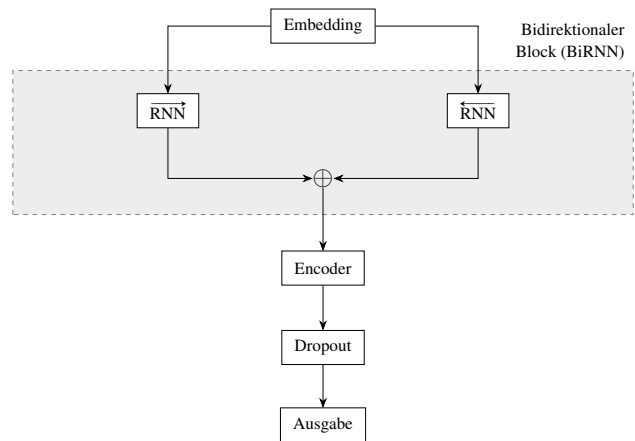 Embedding
Bidirektionaler
Block (BiRNN)
RNN
RNN
Encoder
Dropout
Ausgabe